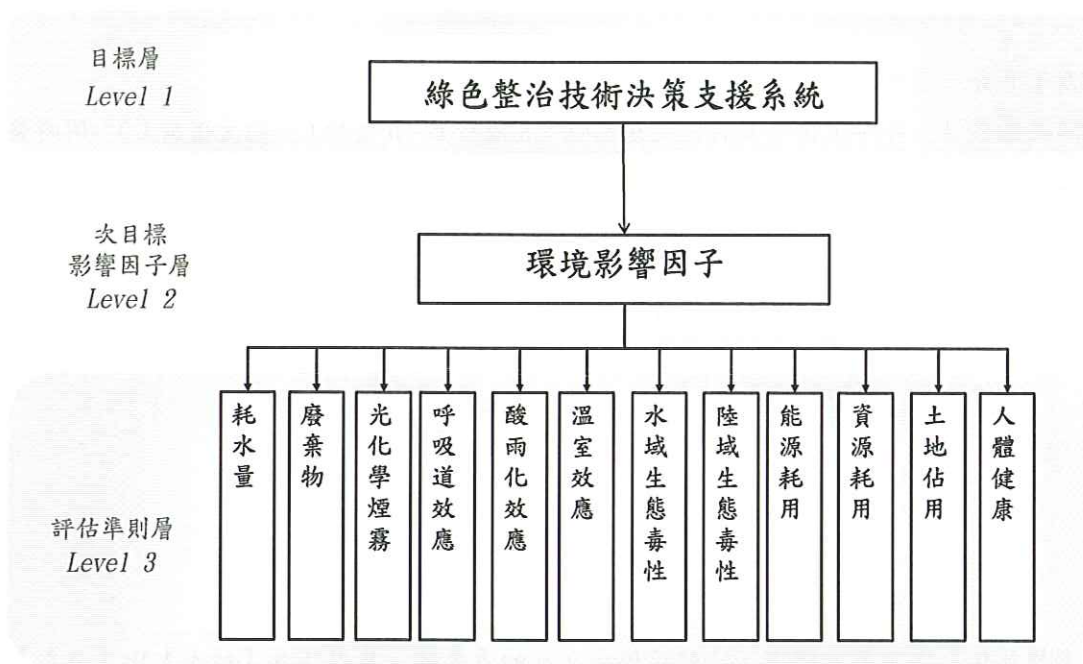 目標層
Level 1
綠色整治技術決策支援系統
次目標
影響因子層
Level 2
環境影響因子
評估準則層
Level 3
耗水量
廢棄物
光化學煙霧
呼吸道效應
酸雨化效應
溫室效應
水域生態毒性
陸域生態毒性
能源耗用
資源耗用
土地佔用
人體健康